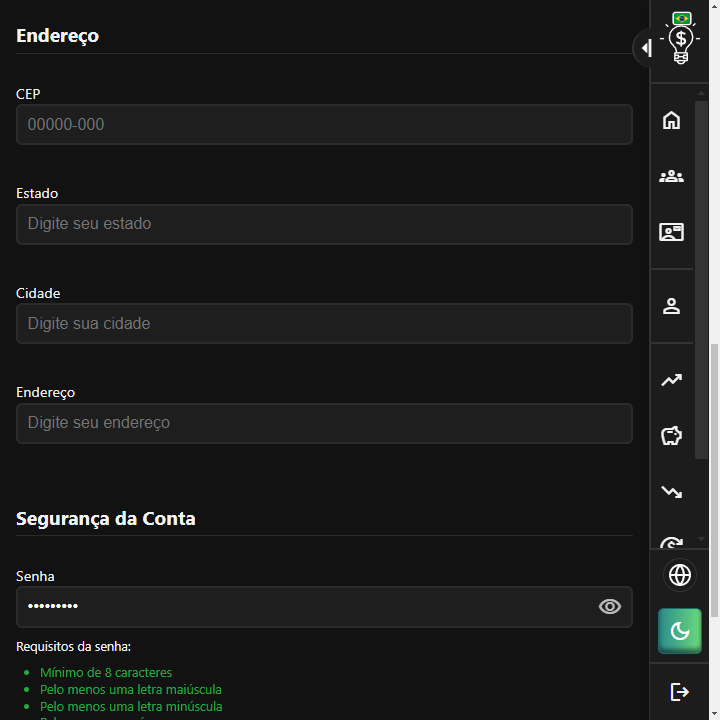 Endereço
CEP
00000-000
Estado
Digite seu estado
Cidade
Digite sua cidade
Endereço
Digite seu endereço
Segurança da Conta
Senha
•••••••••
Requisitos da senha:
• Mínimo de 8 caracteres
• Pelo menos uma letra maiúscula
• Pelo menos uma letra minúscula